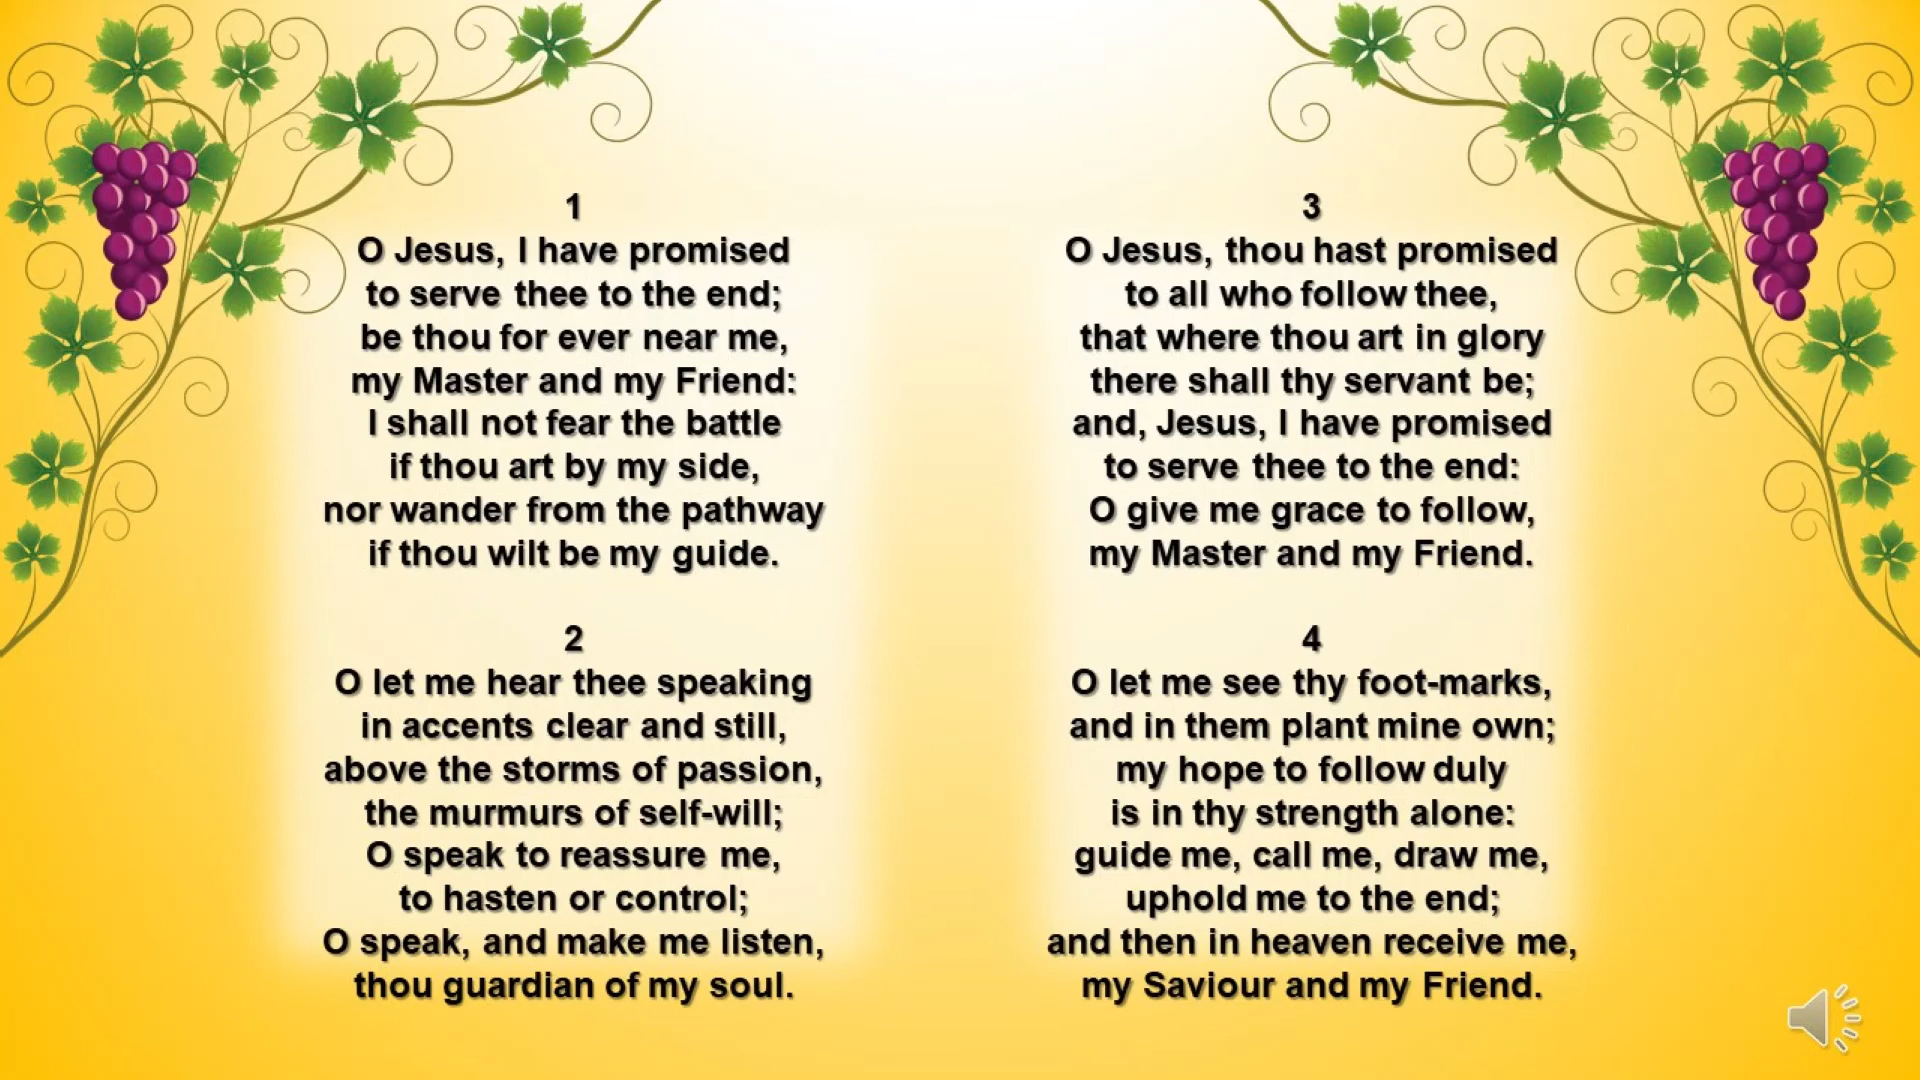 1
O Jesus, I have promised
to serve thee to the end;
be thou for ever near me,
my Master and my Friend:
I shall not fear the battle
if thou art by my side,
nor wander from the pathway
if thou wilt be my guide.
2
O let me hear thee speaking
in accents clear and still,
above the storms of passion,
the murmurs of self-will;
O speak to reassure me,
to hasten or control;
O speak, and make me listen,
thou guardian of my soul.
3
O Jesus, thou hast promised
to all who follow thee,
that where thou art in glory
there shall thy servant be;
and, Jesus, I have promised
to serve thee to the end:
O give me grace to follow,
my Master and my Friend.
4
O let me see thy foot-marks,
and in them plant mine own;
my hope to follow duly
is in thy strength alone:
guide me, call me, draw me,
uphold me to the end;
and then in heaven receive me,
my Saviour and my Friend.